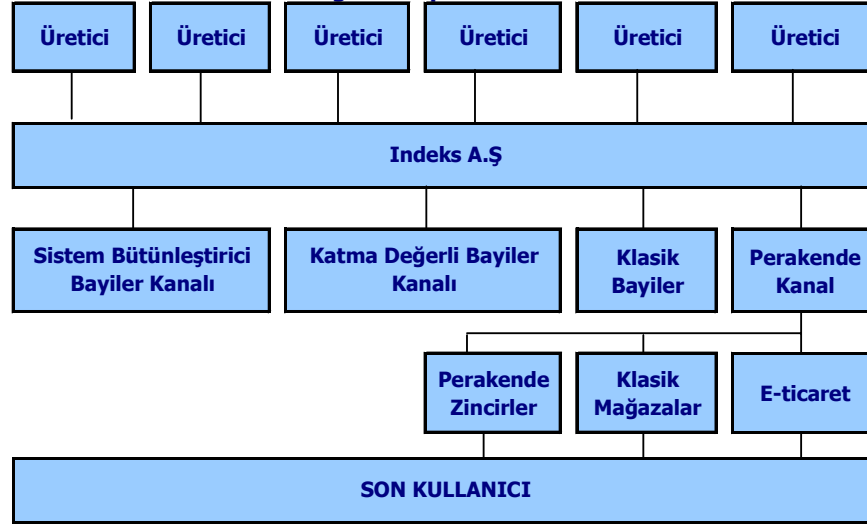 Üretici
Üretici
Üretici
Üretici
Üretici
Üretici
Indeks A.Ş
Sistem Bütünleştirici
Bayiler Kanalı
Katma Değerli Bayiler
Kanalı
Klasik
Bayiler
Perakende
Kanal
Perakende
Zincirler
Klasik
Mağazalar
E-ticaret
SON KULLANICI